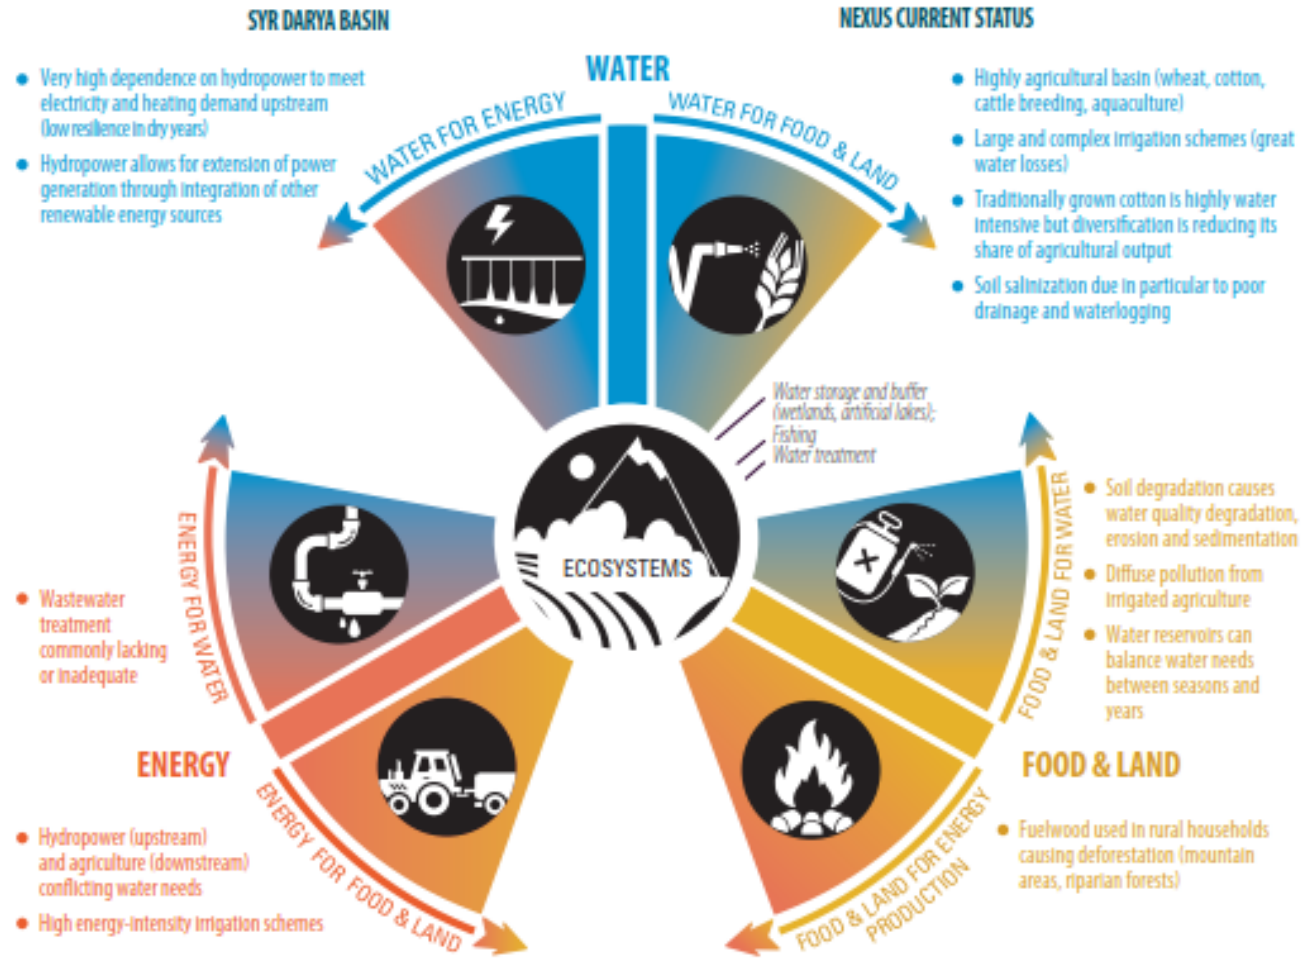 SYR DARYA BASIN
NEXUS CURRENT STATUS
Very high dependence on hydropower to meet
electricity and heating demand upstream
(low resilience in dry years)
Hydropower allows for extension of power
generation through integration of other
renewable energy sources
WATER
WATER FOR ENERGY
WATER FOR FOOD & LAND
Highly agricultural basin (wheat, cotton,
cattle breeding, aquaculture)
Large and complex irrigation schemes (great
water losses)
Traditionally grown cotton is highly water
intensive but diversification is reducing its
share of agricultural output
Soil salinization due in particular to poor
drainage and waterlogging
Water storage and buffer
(wetlands, artificial lakes);
Fishing
Water treatment
ECOSYSTEMS
ENERGY FOR WATER
Wastewater
treatment
commonly lacking
or inadequate
FOOD & LAND FOR WATER
Soil degradation causes
water quality degradation,
erosion and sedimentation
Diffuse pollution from
irrigated agriculture
Water reservoirs can
balance water needs
between seasons and
years
ENERGY
ENERGY FOR FOOD & LAND
Hydropower (upstream)
and agriculture (downstream)
conflicting water needs
High energy-intensity irrigation schemes
FOOD & LAND
FOOD & LAND FOR ENERGY
PRODUCTION
Fuelwood used in rural households
causing deforestation (mountain
areas, riparian forests)